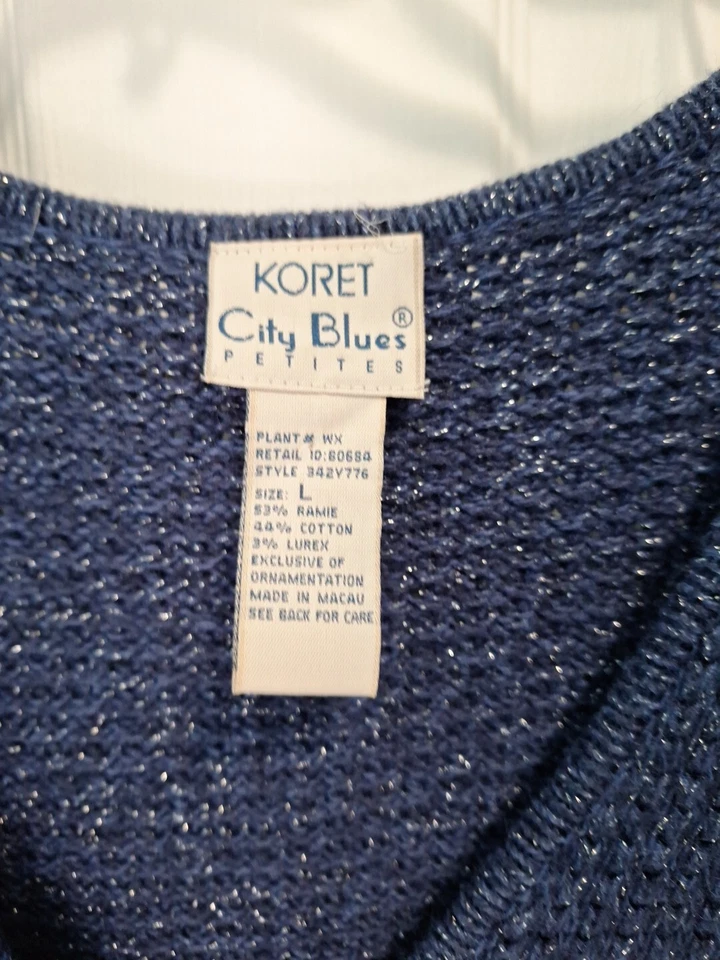 KORET
City Blues®
PETITES
PLANT# WX
RETAIL ID:60684
STYLE 342Y776
SIZE: L
53% RAMIE
44% COTTON
3% LUREX
EXCLUSIVE OF
ORNAMENTATION
MADE IN MACAU
SEE BACK FOR CARE